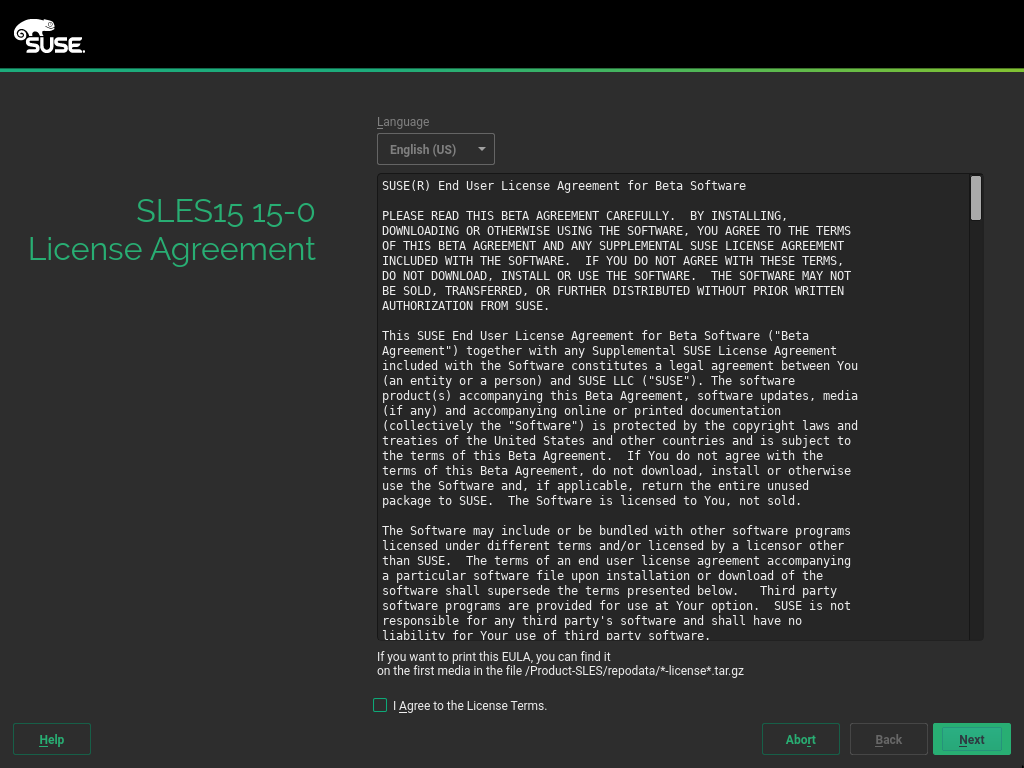 SUSE.
Language
English (US)
SLES15 15-0
License Agreement
SUSE(R) End User License Agreement for Beta Software
PLEASE READ THIS BETA AGREEMENT CAREFULLY.  BY INSTALLING,
DOWNLOADING OR OTHERWISE USING THE SOFTWARE, YOU AGREE TO THE TERMS
OF THIS BETA AGREEMENT AND ANY SUPPLEMENTAL SUSE LICENSE AGREEMENT
INCLUDED WITH THE SOFTWARE.  IF YOU DO NOT AGREE WITH THESE TERMS,
DO NOT DOWNLOAD, INSTALL OR USE THE SOFTWARE.  THE SOFTWARE MAY NOT
BE SOLD, TRANSFERRED, OR FURTHER DISTRIBUTED WITHOUT PRIOR WRITTEN
AUTHORIZATION FROM SUSE.
This SUSE End User License Agreement for Beta Software ("Beta
Agreement") together with any Supplemental SUSE License Agreement
included with the Software constitutes a legal agreement between You
(an entity or a person) and SUSE LLC ("SUSE"). The software
product(s) accompanying this Beta Agreement, software updates, media
(if any) and accompanying online or printed documentation
(collectively the "Software") is protected by the copyright laws and
treaties of the United States and other countries and is subject to
the terms of this Beta Agreement.  If You do not agree with the
terms of this Beta Agreement, do not download, install or otherwise
use the Software and, if applicable, return the entire unused
package to SUSE.  The Software is licensed to You, not sold.
The Software may include or be bundled with other software programs
licensed under different terms and/or licensed by a licensor other
than SUSE.  The terms of an end user license agreement accompanying
a particular software file upon installation or download of the
software shall supersede the terms presented below.   Third party
software programs are provided for use at Your option.  SUSE is not
responsible for any third party's software and shall have no
liability for Your use of third party software.
If you want to print this EULA, you can find it
on the first media in the file /Product-SLES/repodata/*-license*.tar.gz
I Agree to the License Terms.
Help
Abort
Back
Next